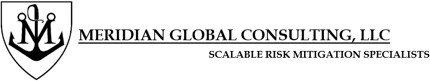 M
MERIDIAN GLOBAL CONSULTING, LLC
SCALABLE RISK MITIGATION SPECIALISTS